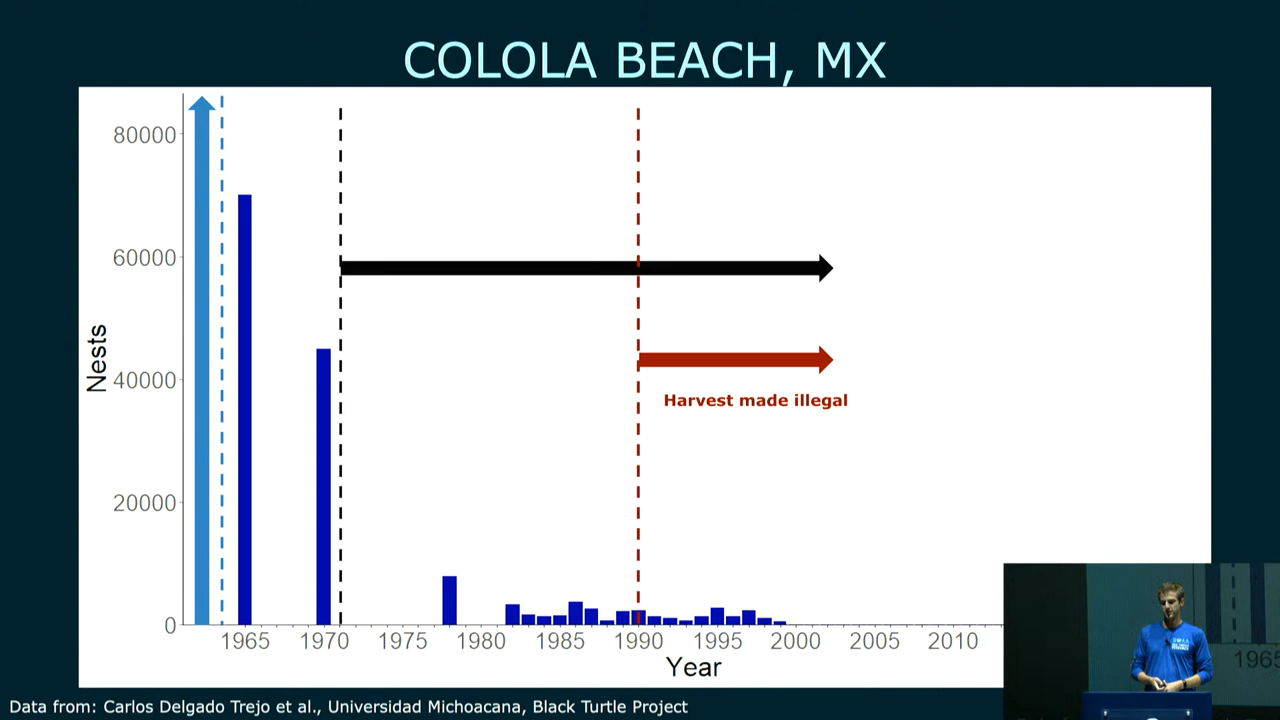 COLOLA BEACH, MX
80000
60000
40000
20000
0
Nests
Harvest made illegal
1965 1970 1975 1980 1985 1990 1995 2000 2005 2010
Year
1965
Data from: Carlos Delgado Trejo et al., Universidad Michoacana, Black Turtle Project